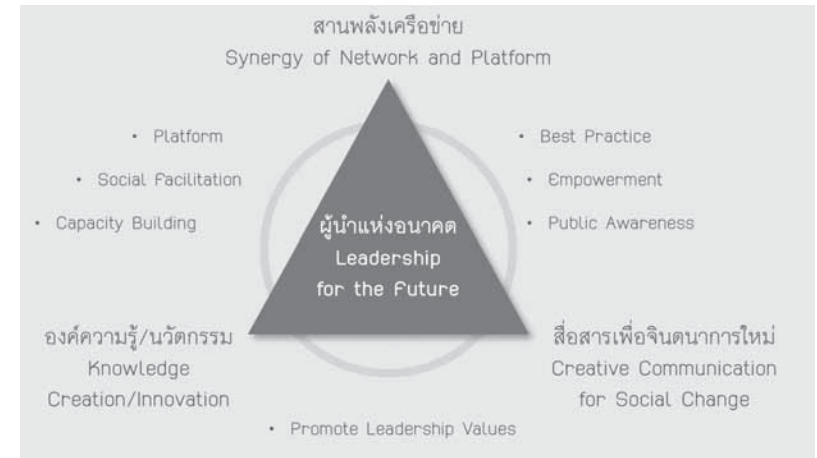 สานพลังเครือข่าย
Synergy of Network and Platform
• Platform
• Social Facilitation
• Capacity Building
• Best Practice
• Empowerment
• Public Awareness
ผู้นำแห่งอนาคต
Leadership
for the Future
องค์ความรู้/นวัตกรรม
Knowledge
Creation/Innovation
สื่อสารเพื่อจินตนาการใหม่
Creative Communication
for Social Change
• Promote Leadership Values